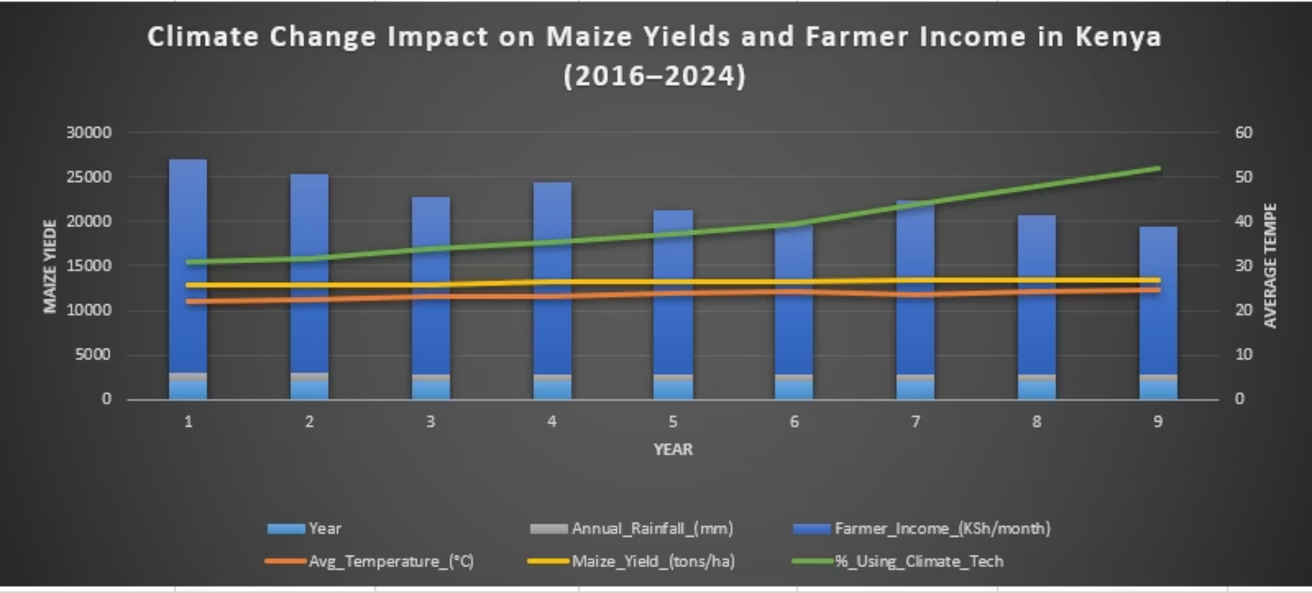 Climate Change Impact on Maize Yields and Farmer Income in Kenya
(2016–2024)
30000
25000
20000
15000
10000
5000
0
MAIZE YIEDE
60
50
40
30
20
10
0
AVERAGE TEMPE
1 2 3 4 5 6 7 8 9
YEAR
Year Annual_Rainfall_(mm) Farmer_Income_(KSh/month)
Avg_Temperature_(°C) Maize_Yield_(tons/ha) %_Using_Climate_Tech